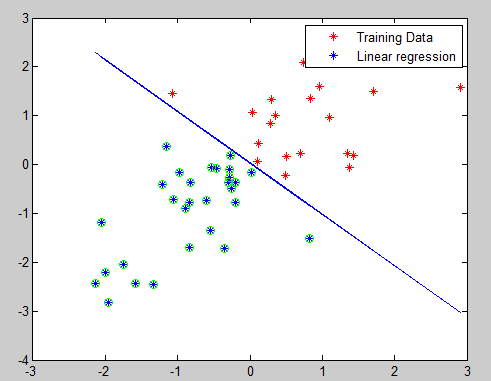 3
2
1
0
-1
-2
-3
-4
Training Data
Linear regression
-3 -2 -1 0 1 2 3